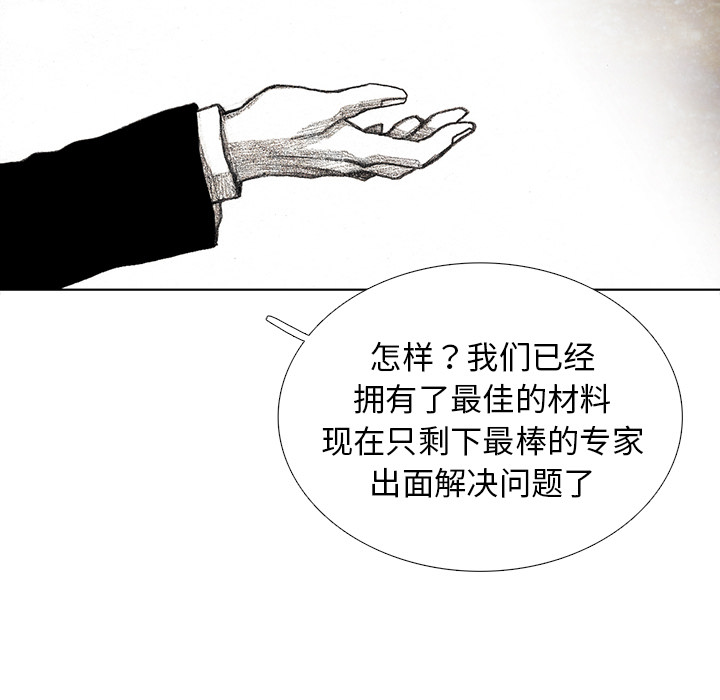 怎样？我们已经
拥有了最佳的材料
现在只剩下最棒的专家
出面解决问题了